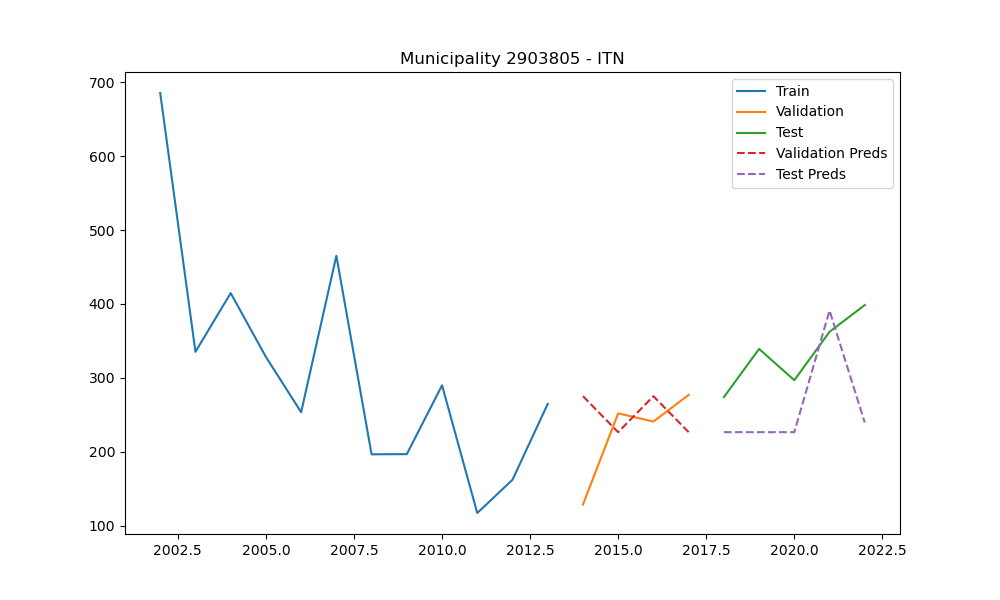 Municipality 2903805 - ITN
700
600
500
400
300
200
100
Train
Validation
Test
Validation Preds
Test Preds
2002.5 2005.0 2007.5 2010.0 2012.5 2015.0 2017.5 2020.0 2022.5